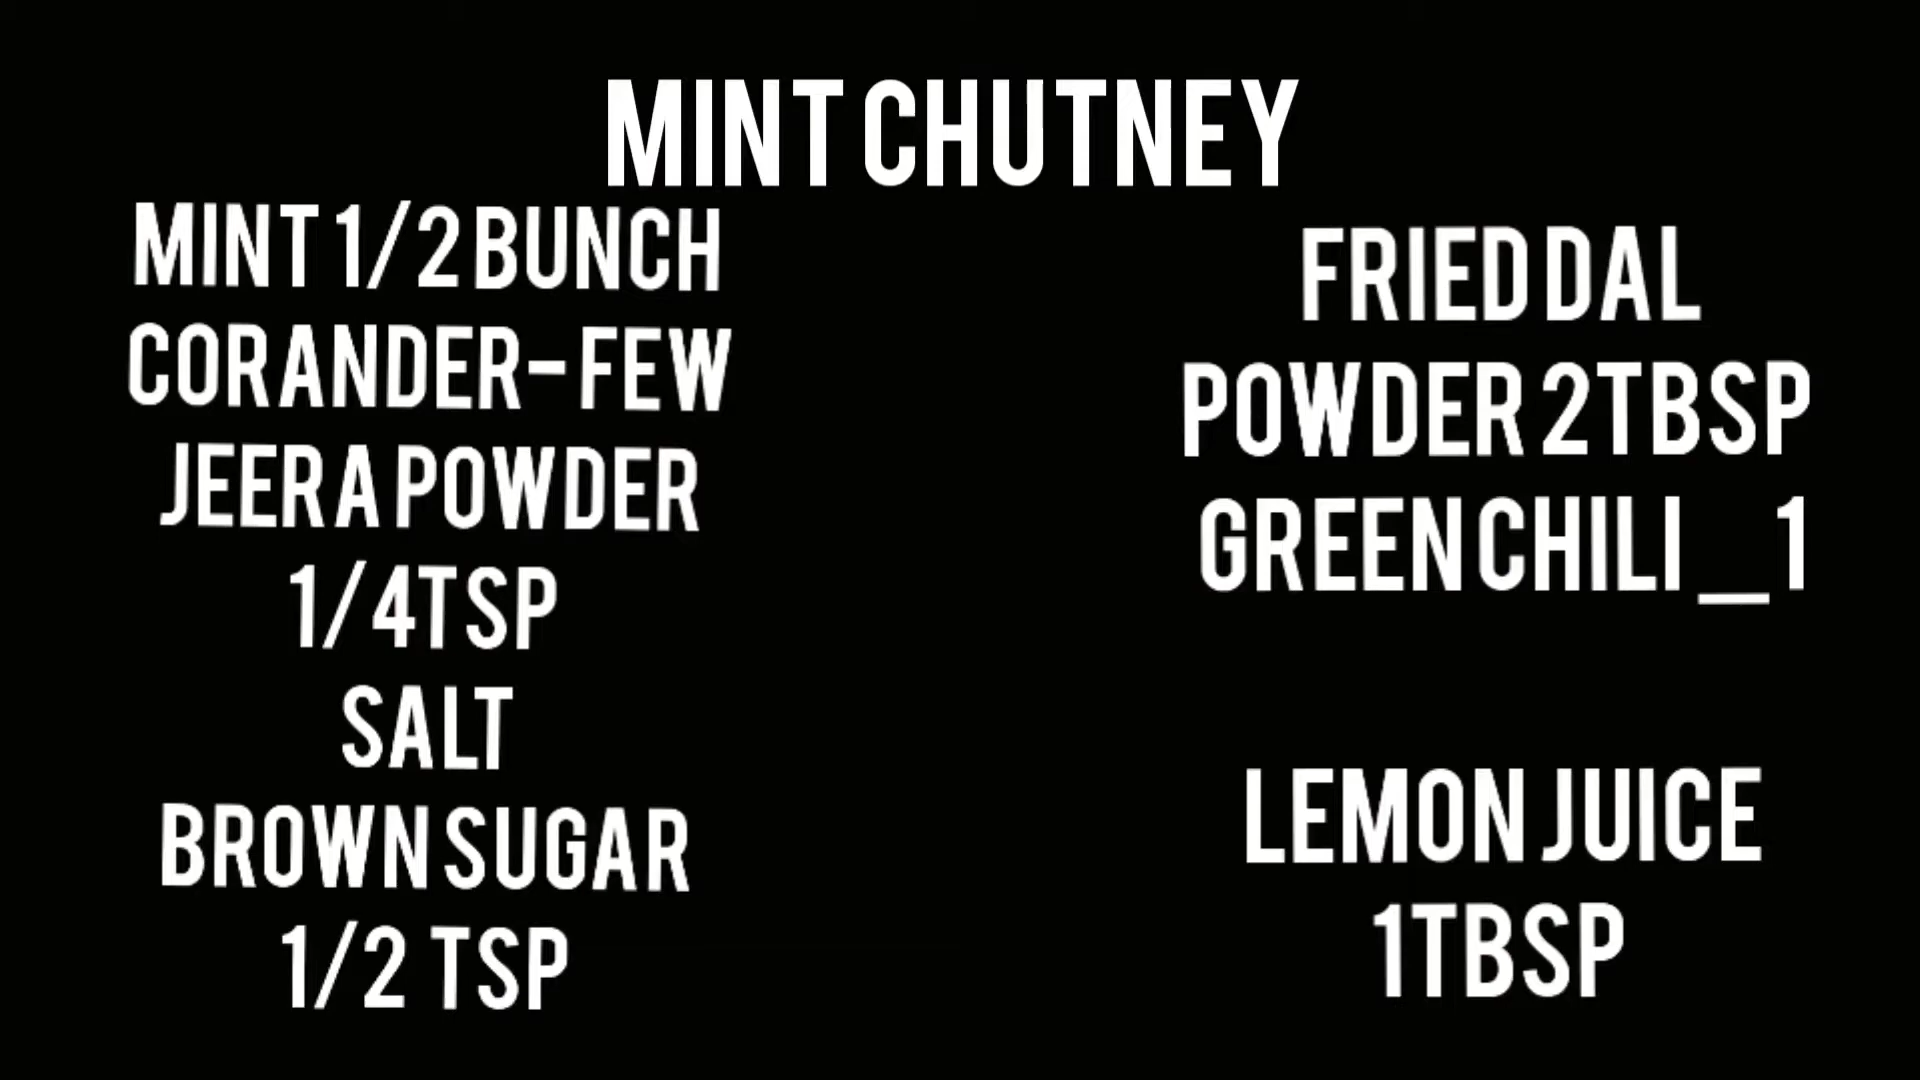 MINT CHUTNEY
MINT 1/2 BUNCH
CORANDER-FEW
JEERA POWDER
1/4TSP
SALT
BROWN SUGAR
1/2 TSP
FRIED DAL
POWDER 2TBSP
GREEN CHILI _1
LEMON JUICE
1TBSP